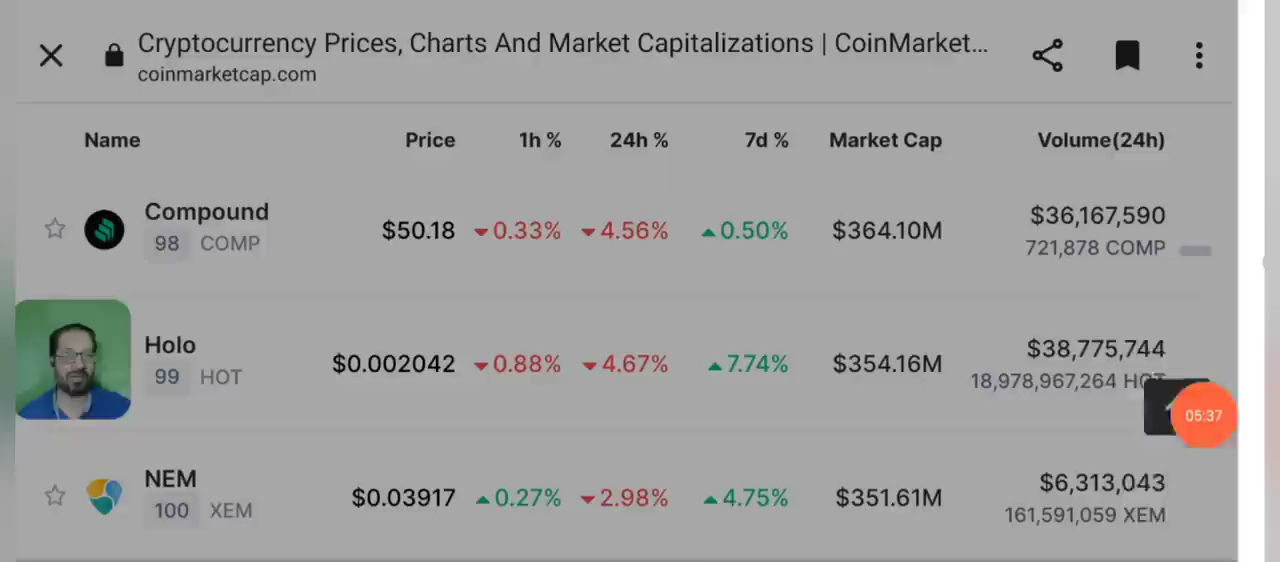 Cryptocurrency Prices, Charts And Market Capitalizations | CoinMarket...
coinmarketcap.com
Name Price 1h % 24h % 7d % Market Cap Volume(24h)
Compound
98 COMP
$50.18 0.33% 4.56% 0.50% $364.10M
$36,167,590
721,878 COMP
Holo
99 HOT
$0.002042 0.88% 4.67% 7.74% $354.16M
$38,775,744
18,978,967,264 HOT
05:37
NEM
100 XEM
$0.03917 0.27% 2.98% 4.75% $351.61M
$6,313,043
161,591,059 XEM